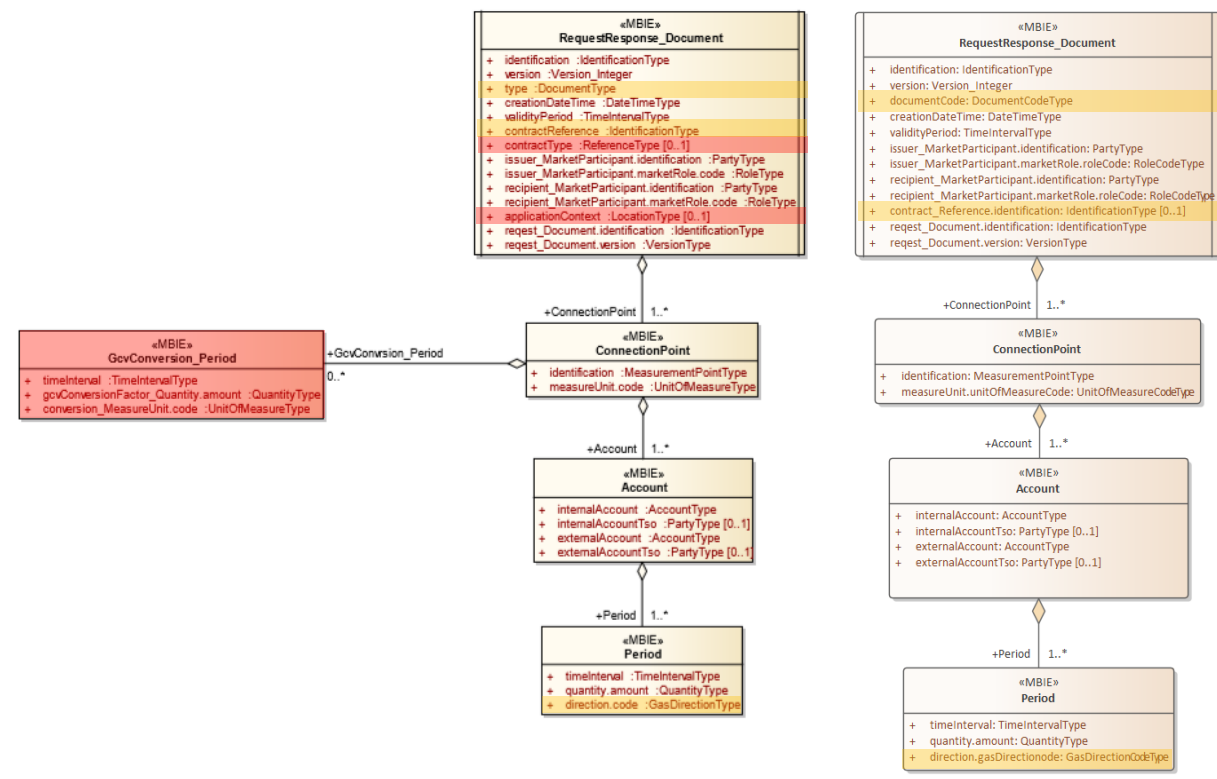 «MBIE»
RequestResponse_Document
+ identification :IdentificationType
+ version :Version_Integer
+ type :DocumentType
+ creationDateTime :DateTimeType
+ validityPeriod :TimeIntervalType
+ contractReference :IdentificationType
+ contractType :ReferenceType [0..1]
+ issuer_MarketParticipant.identification :PartyType
+ issuer_MarketParticipant.marketRole.code :RoleType
+ recipient_MarketParticipant.identification :PartyType
+ recipient_MarketParticipant.marketRole.code :RoleType
+ applicationContext :LocationType [0..1]
+ reqest_Document.identification :IdentificationType
+ reqest_Document.version :VersionType
+ConnectionPoint 1..*
«MBIE»
GcvConversion_Period
+ timeInterval :TimeIntervalType
+ gcvConversionFactor_Quantity.amount :QuantityType
+ conversion_MeasureUnit.code :UnitOfMeasureType
+GcvConvrsion_Period
0..*
«MBIE»
ConnectionPoint
+ identification :MeasurementPointType
+ measureUnit.code :UnitOfMeasureType
+Account 1..*
«MBIE»
Account
+ internalAccount :AccountType
+ internalAccountTso :PartyType [0..1]
+ externalAccount :AccountType
+ externalAccountTso :PartyType [0..1]
+Period 1..*
«MBIE»
Period
+ timeInterval :TimeIntervalType
+ quantity.amount :QuantityType
+ direction.code :GasDirectionType
«MBIE»
RequestResponse_Document
+ identification: IdentificationType
+ version: Version_Integer
+ documentCode: DocumentCodeType
+ creationDateTime: DateTimeType
+ validityPeriod: TimeIntervalType
+ issuer_MarketParticipant.identification: PartyType
+ issuer_MarketParticipant.marketRole.roleCode: RoleCodeType
+ recipient_MarketParticipant.identification: PartyType
+ recipient_MarketParticipant.marketRole.roleCode: RoleCodeType
+ contract_Reference.identification: IdentificationType [0..1]
+ reqest_Document.identification: IdentificationType
+ reqest_Document.version: VersionType
+ConnectionPoint 1..*
«MBIE»
ConnectionPoint
+ identification: MeasurementPointType
+ measureUnit.unitOfMeasureCode: UnitOfMeasureCodeType
+Account 1..*
«MBIE»
Account
+ internalAccount: AccountType
+ internalAccountTso: PartyType [0..1]
+ externalAccount: AccountType
+ externalAccountTso: PartyType [0..1]
+Period 1..*
«MBIE»
Period
+ timeInterval: TimeIntervalType
+ quantity.amount: QuantityType
+ direction.gasDirectionode: GasDirectionCodeType